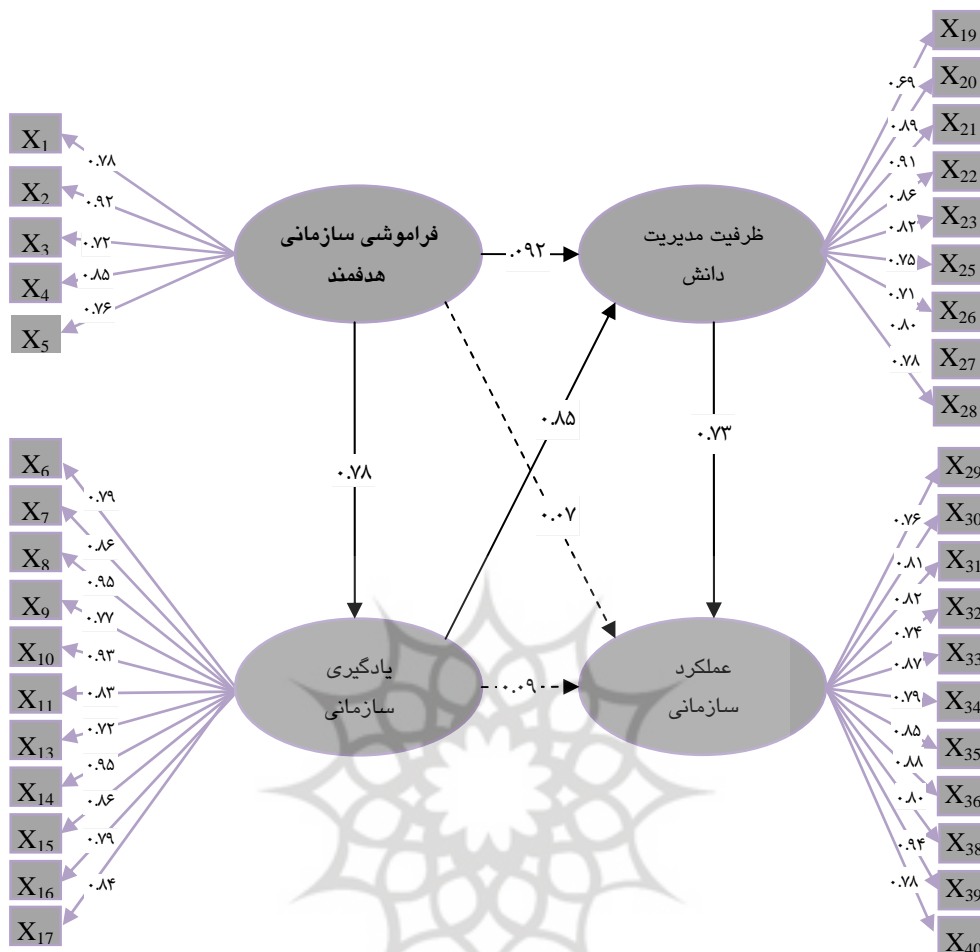 X19
X20
X21
X22
X23
X25
X26
X27
X28
۰.۶۹
۰.۸۹
۰.۹۱
۰.۸۶
۰.۸۲
۰.۷۵
۰.۷۱
۰.۸۰
۰.۷۸
X1
X2
X3
X4
X5
۰.۷۸
۰.۹۲
۰.۷۲
۰.۸۵
۰.۷۶
فراموشی سازمانی
هدفمند
.۰۹۲
ظرفیت مدیریت
دانش
۰.۷۸
۰.۸۵
۰.۷۳
۰.۰۷
X6
X7
X8
X9
X10
X11
X13
X14
X15
X16
X17
۰.۷۹
۰.۸۶
۰.۹۵
۰.۷۷
۰.۹۳
۰.۸۳
۰.۷۲
۰.۹۵
۰.۸۶
۰.۷۹
۰.۸۴
یادگیری
سازمانی
۰.۰۹
عملکرد
سازمانی
X29
X30
X31
X32
X33
X34
X35
X36
X38
X39
X40
۰.۷۶
۰.۸۱
۰.۸۲
۰.۷۴
۰.۸۷
۰.۷۹
۰.۸۵
۰.۸۸
۰.۸۰
۰.۹۴
۰.۷۸